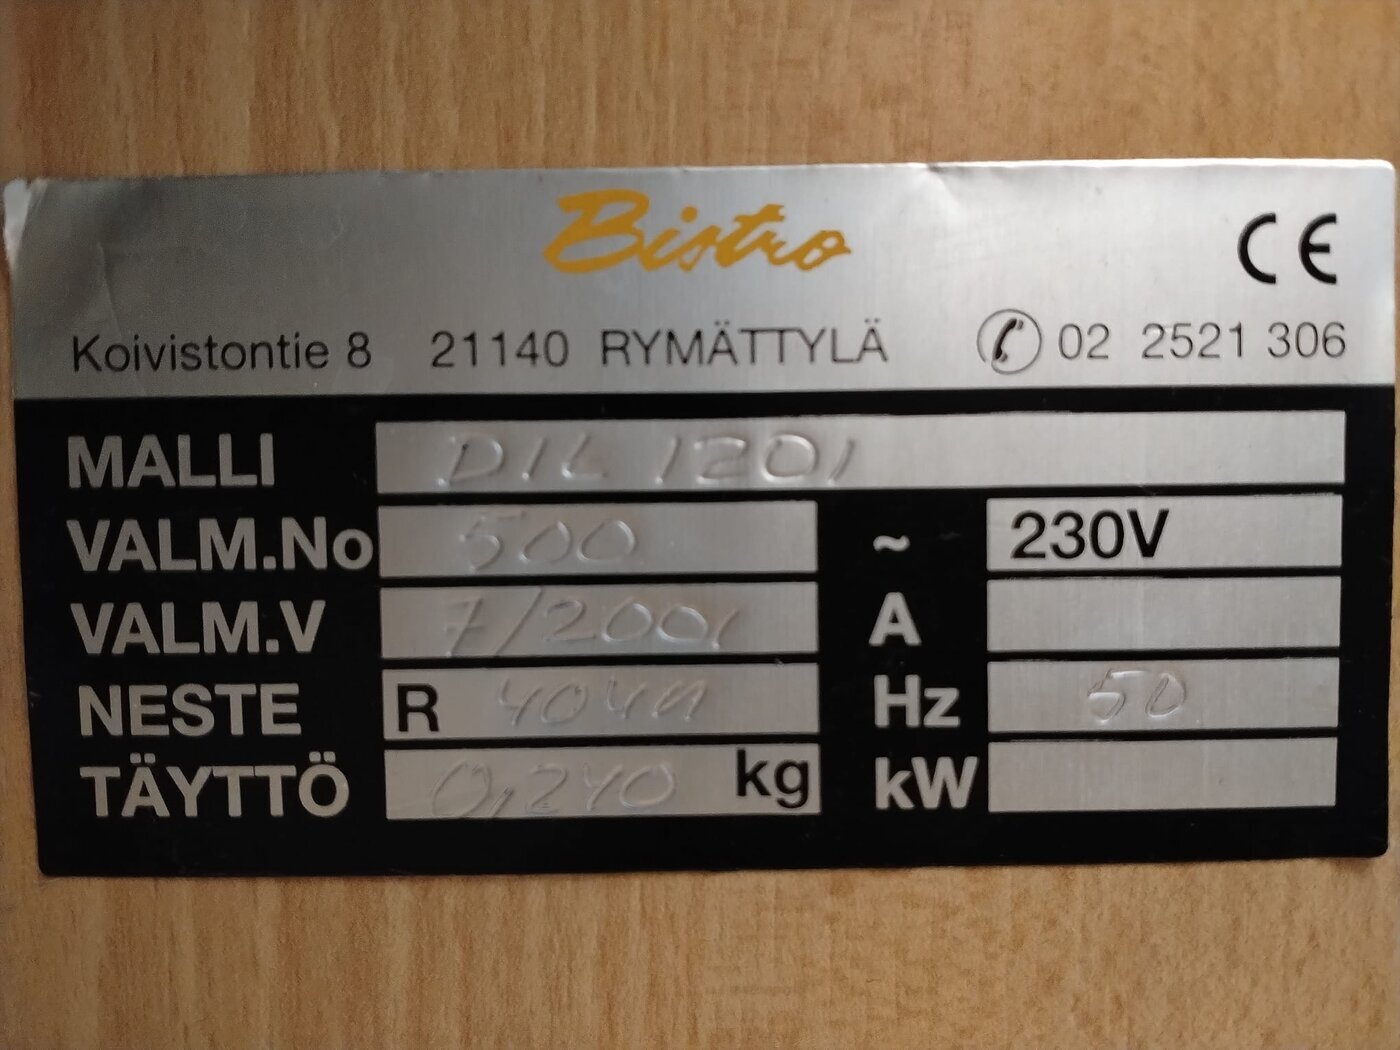 Bistro
CE
Koivistontie 8 21140 RYMÄTTYLÄ 02 2521 306
MALLI DIL 1201
VALM.No 500 ~ 230V
VALM.V 7/2001 A
NESTE R 404A Hz 50
TÄYTTÖ 0,240 kg kW